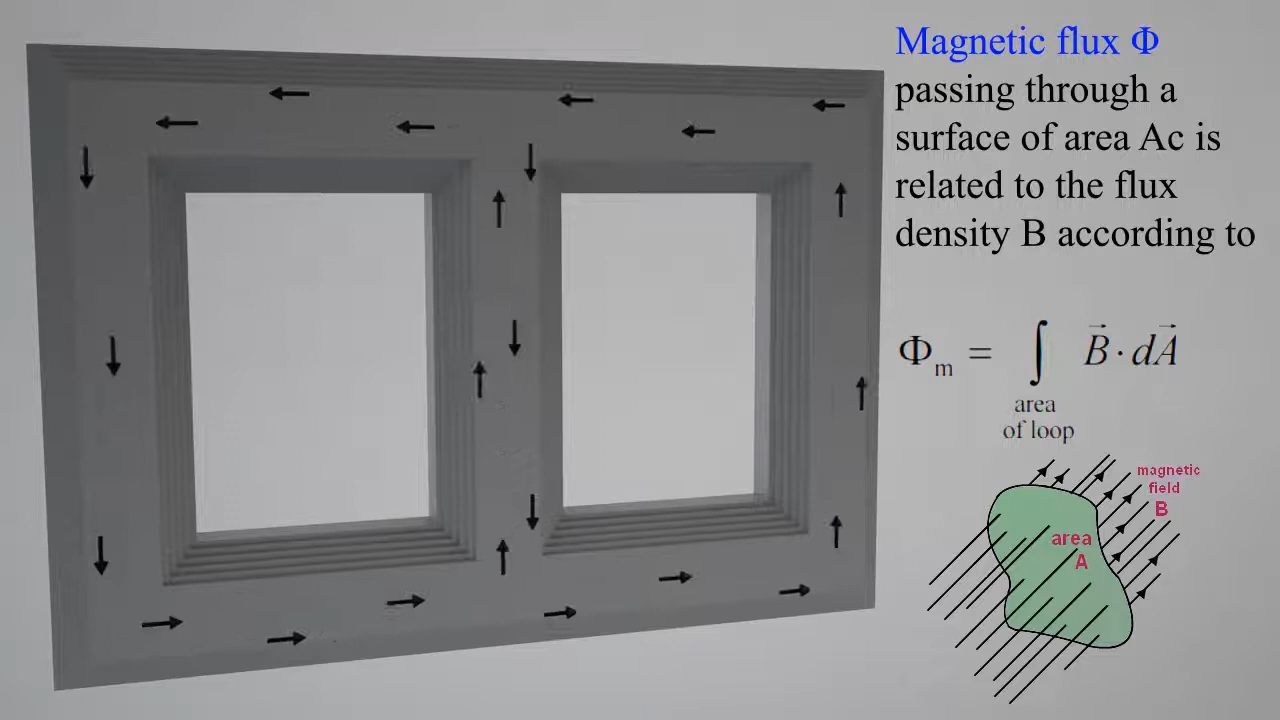 Magnetic flux Φ
passing through a
surface of area Ac is
related to the flux
density B according to
Φm = ∫ B⃗ · dA⃗
area
of loop
magnetic
field
B
area
A